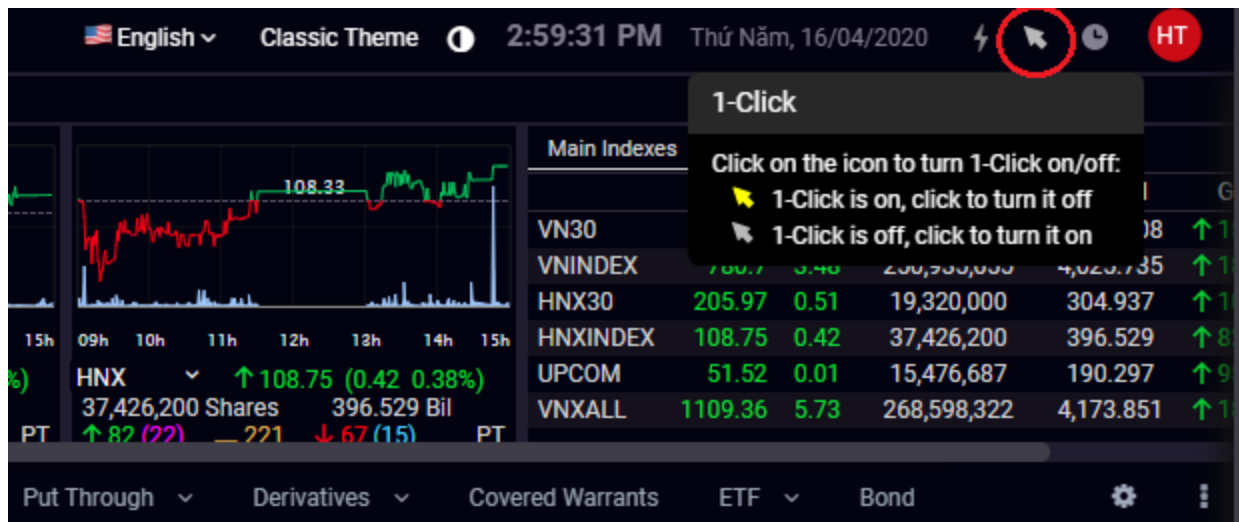 English Classic Theme 2:59:31 PM Thứ Năm, 16/04/2020 HT
1-Click
Click on the icon to turn 1-Click on/off:
1-Click is on, click to turn it off
1-Click is off, click to turn it on
108.33
15h 09h 10h 11h 12h 13h 14h 15h
%) HNX 108.75 (0.42 0.38%)
37,426,200 Shares 396.529 Bil
PT 82 (22) 221 67 (15) PT
Main Indexes
VN30
VNINDEX 780.7 3.48
HNX30 205.97 0.51 19,320,000 304.937
HNXINDEX 108.75 0.42 37,426,200 396.529
UPCOM 51.52 0.01 15,476,687 190.297
VNXALL 1109.36 5.73 268,598,322 4,173.851
Put Through Derivatives Covered Warrants ETF Bond